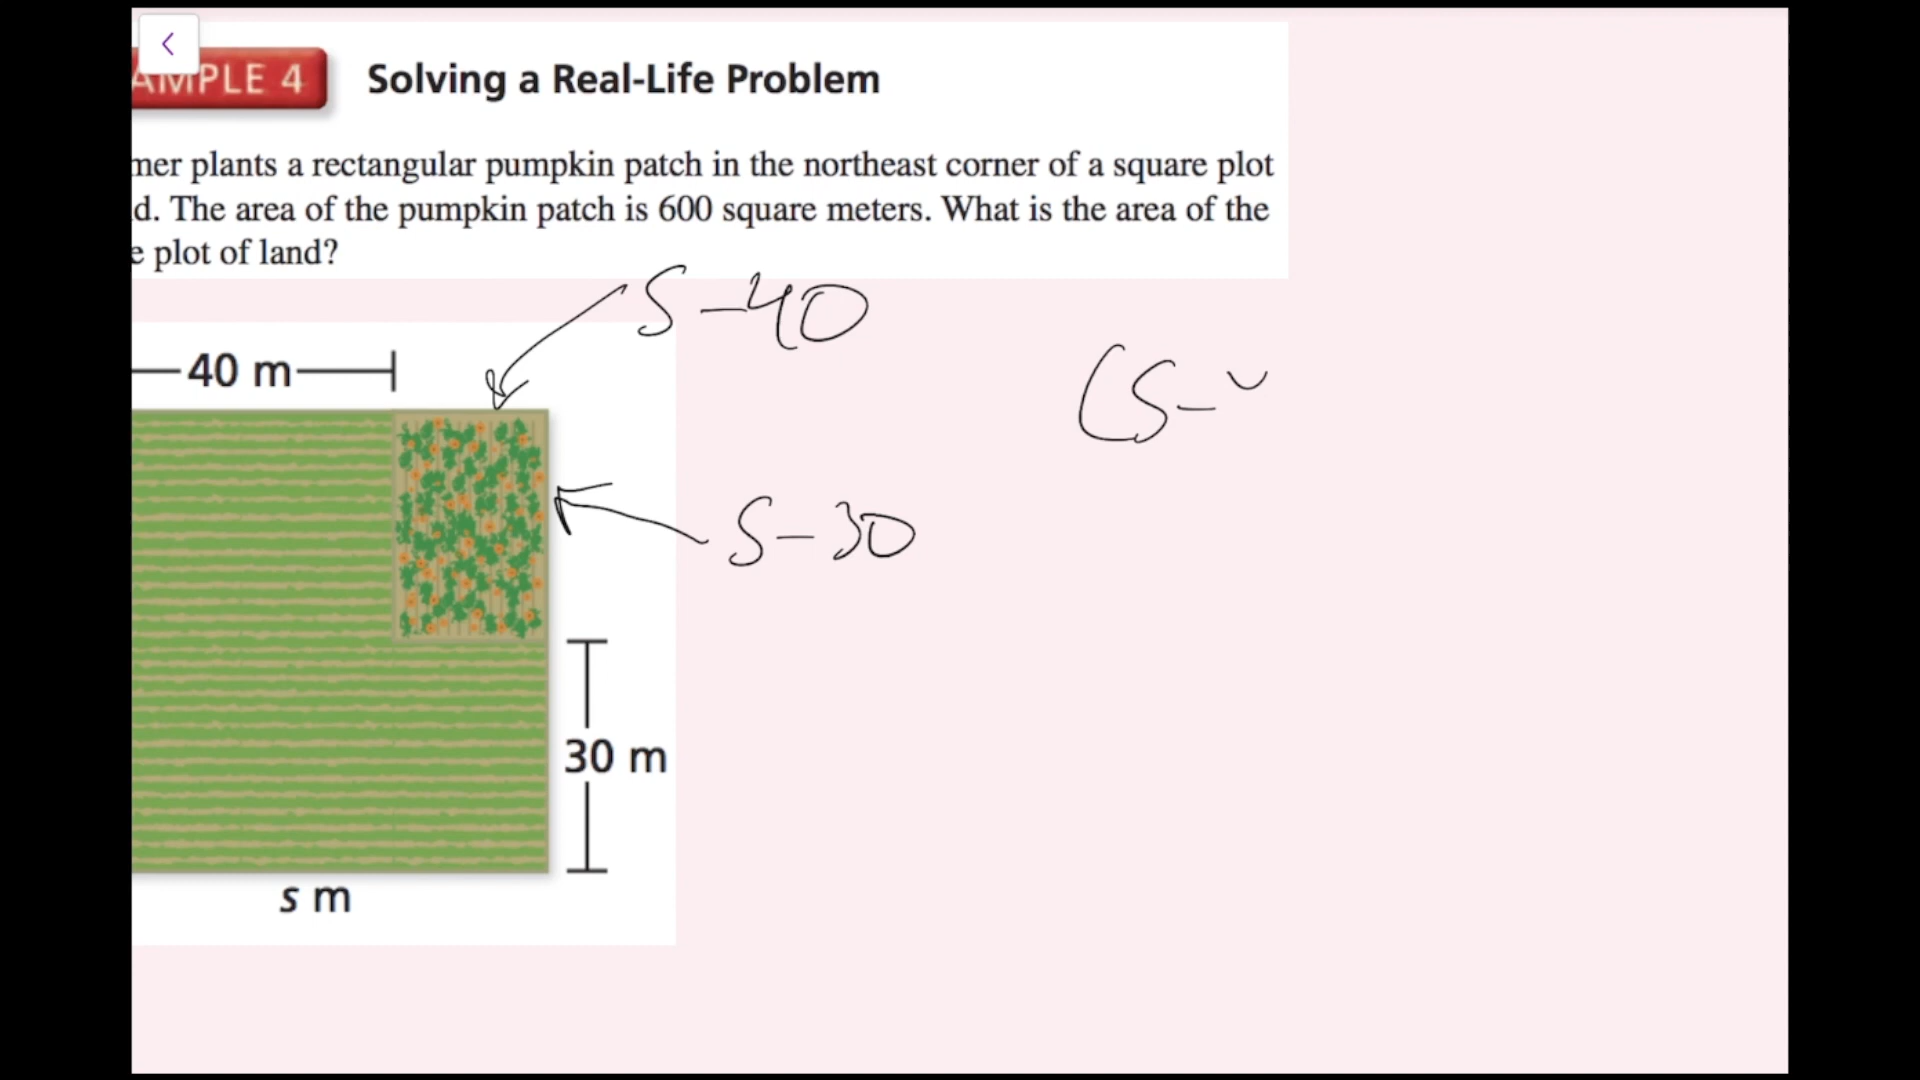 AMPLE 4
Solving a Real-Life Problem
mer plants a rectangular pumpkin patch in the northeast corner of a square plot
d. The area of the pumpkin patch is 600 square meters. What is the area of the
e plot of land?
S-40
40 m
(S-
S-30
30 m
s m